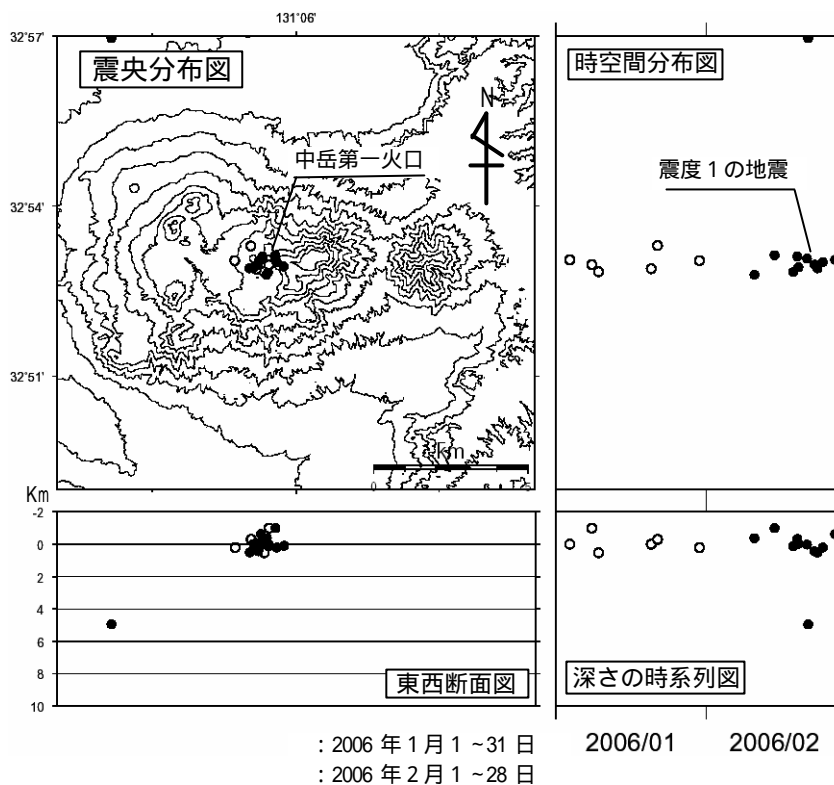 131°06'
32°57'
震央分布図
時空間分布図
N
中岳第一火口
震度1の地震
32°54'
32°51'
Km
0
5
Km
-2
0
2
4
6
8
10
東西断面図
深さの時系列図
: 2006 年 1 月 1 ~31 日
2006/01
2006/02
: 2006 年 2 月 1 ~28 日